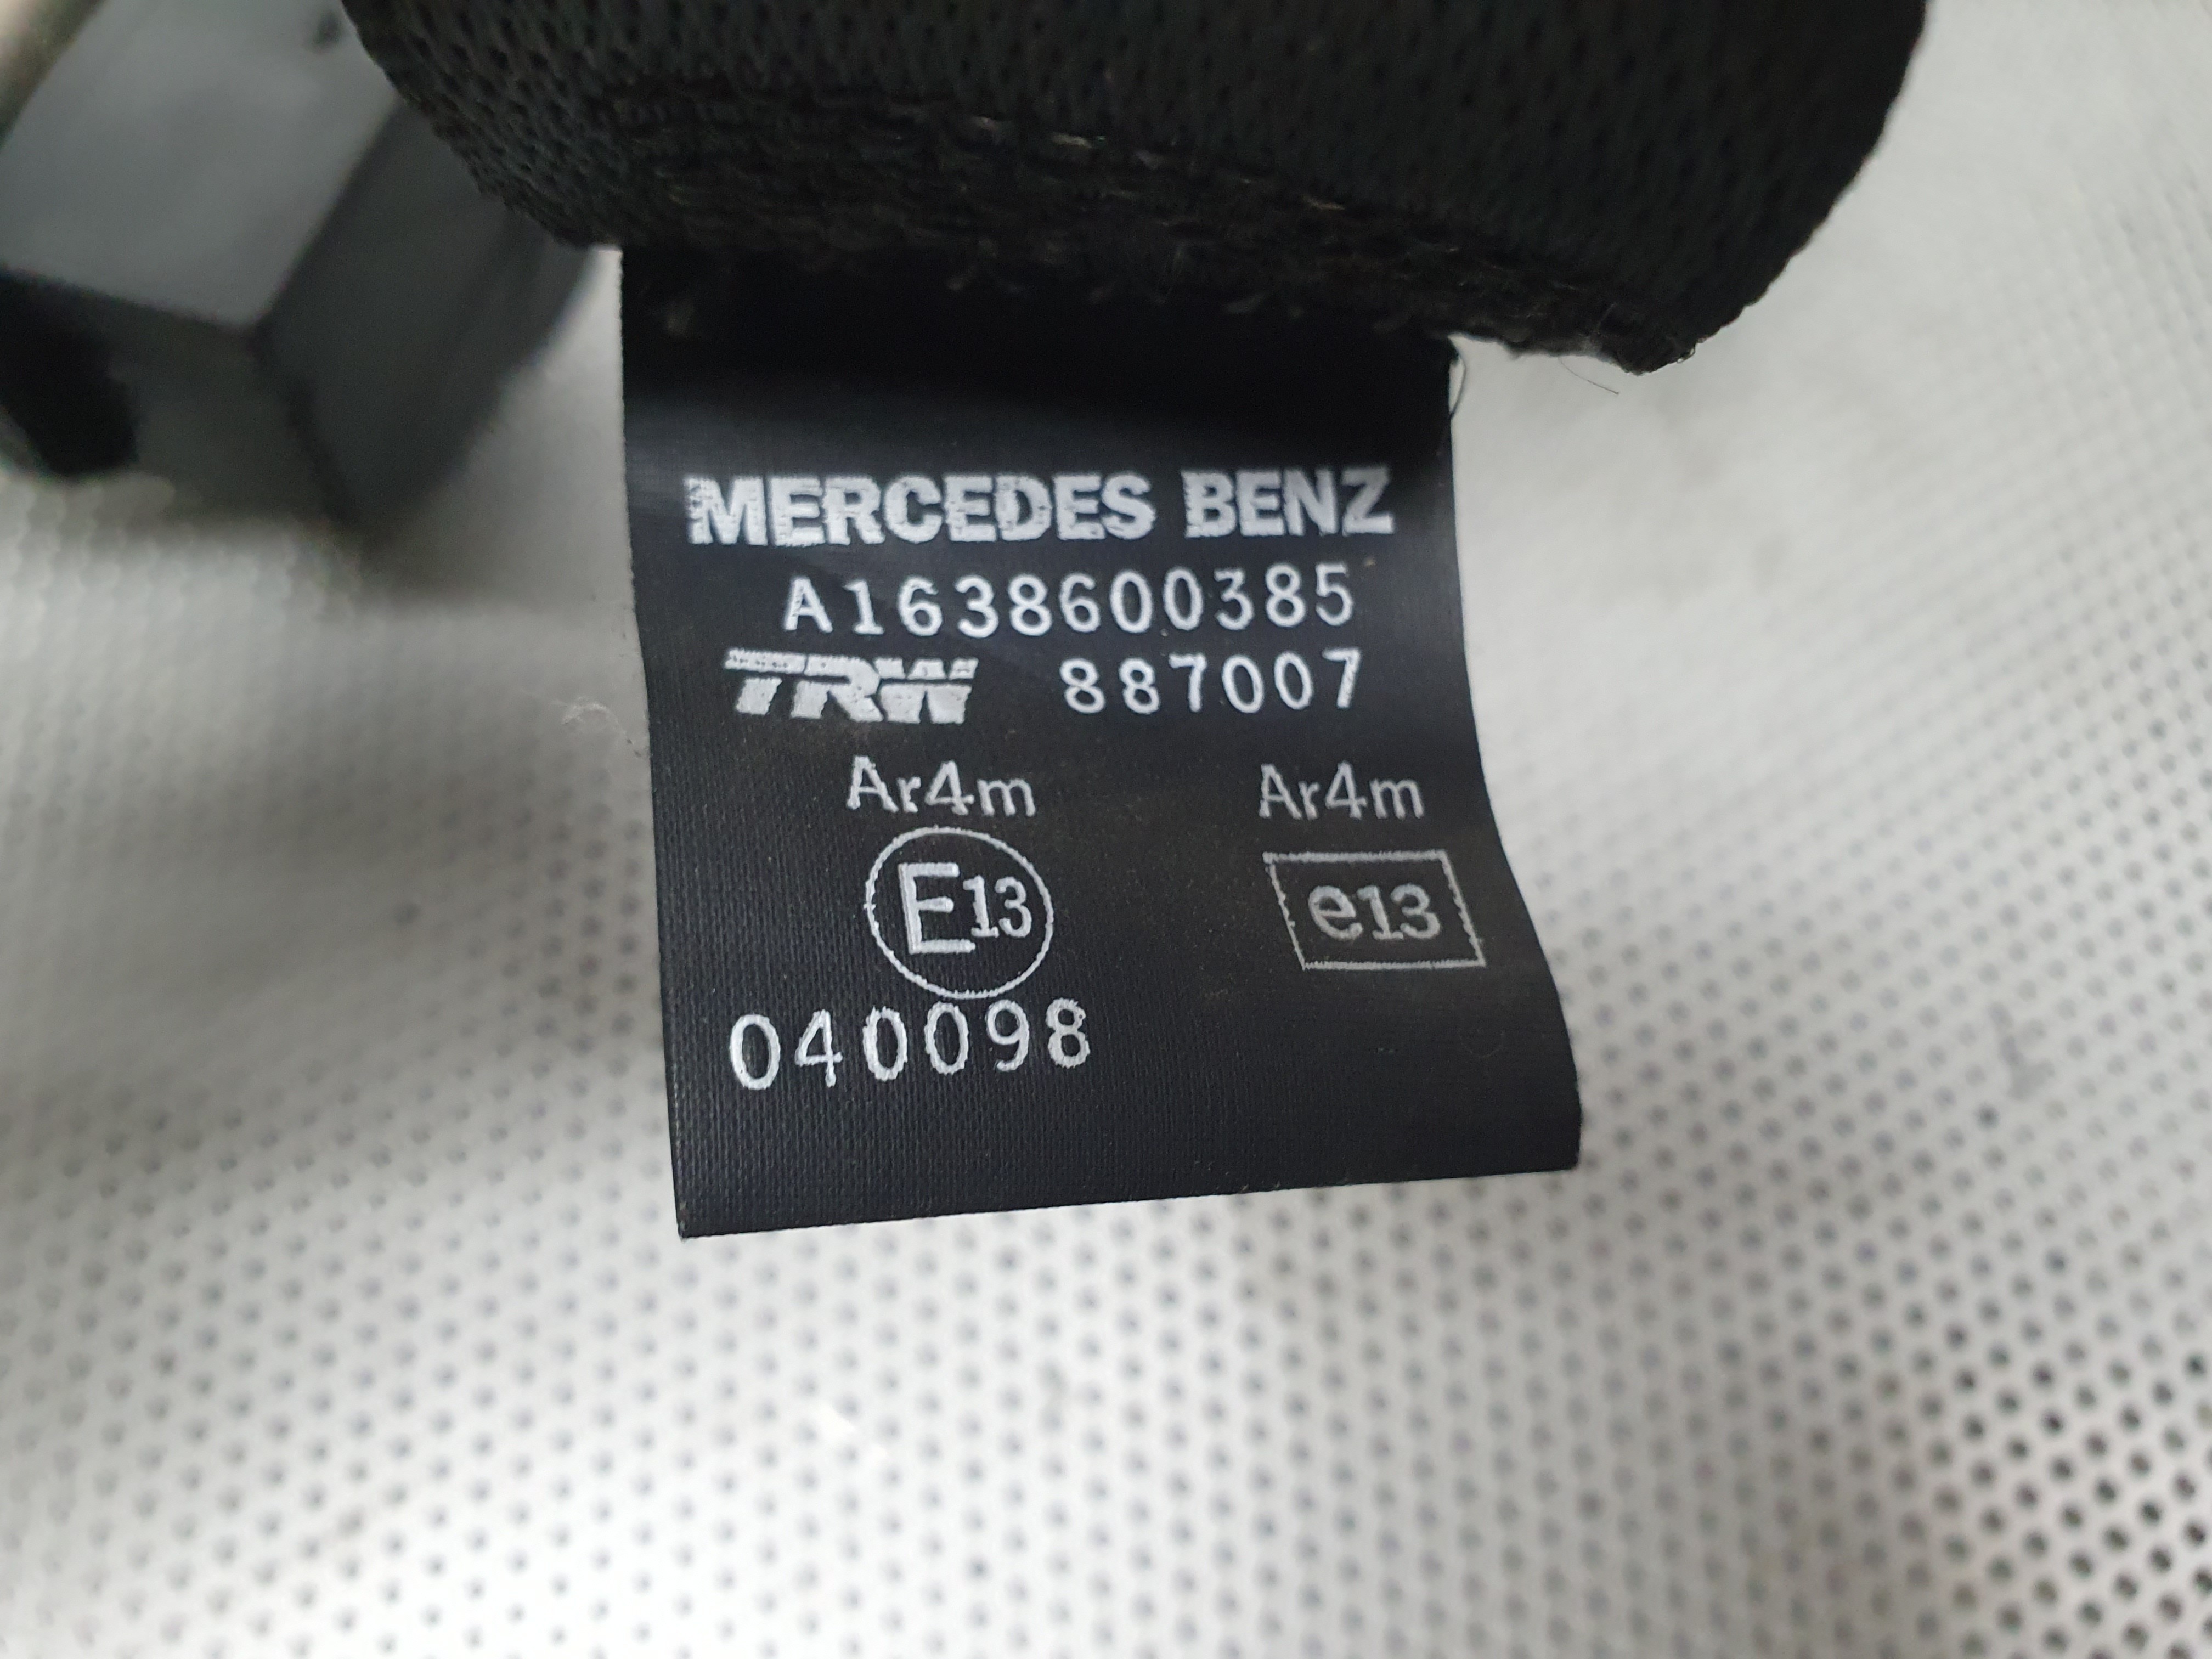 MERCEDES BENZ
A1638600385
TRW 887007
Ar4m Ar4m
E13 e13
040098